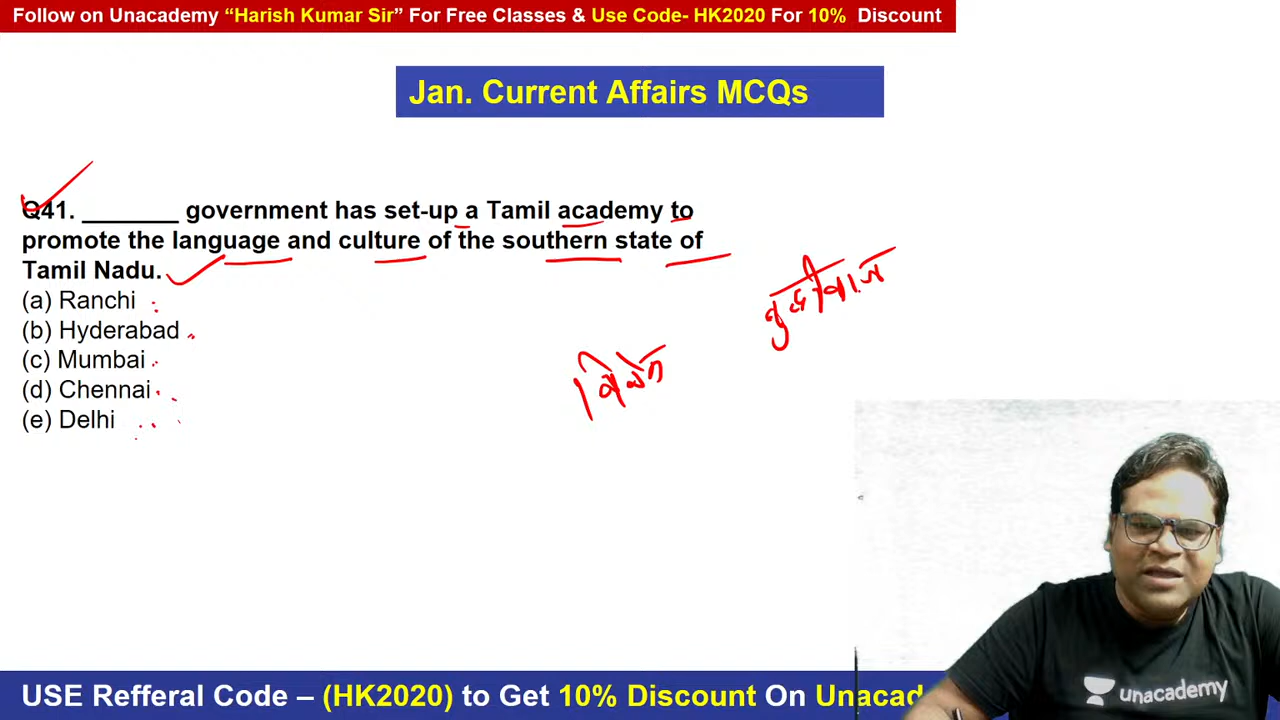 Follow on Unacademy “Harish Kumar Sir” For Free Classes & Use Code- HK2020 For 10% Discount
Jan. Current Affairs MCQs
Q41. _______ government has set-up a Tamil academy to
promote the language and culture of the southern state of
Tamil Nadu.
(a) Ranchi
(b) Hyderabad
(c) Mumbai
(d) Chennai
(e) Delhi
unacademy
USE Refferal Code – (HK2020) to Get 10% Discount On